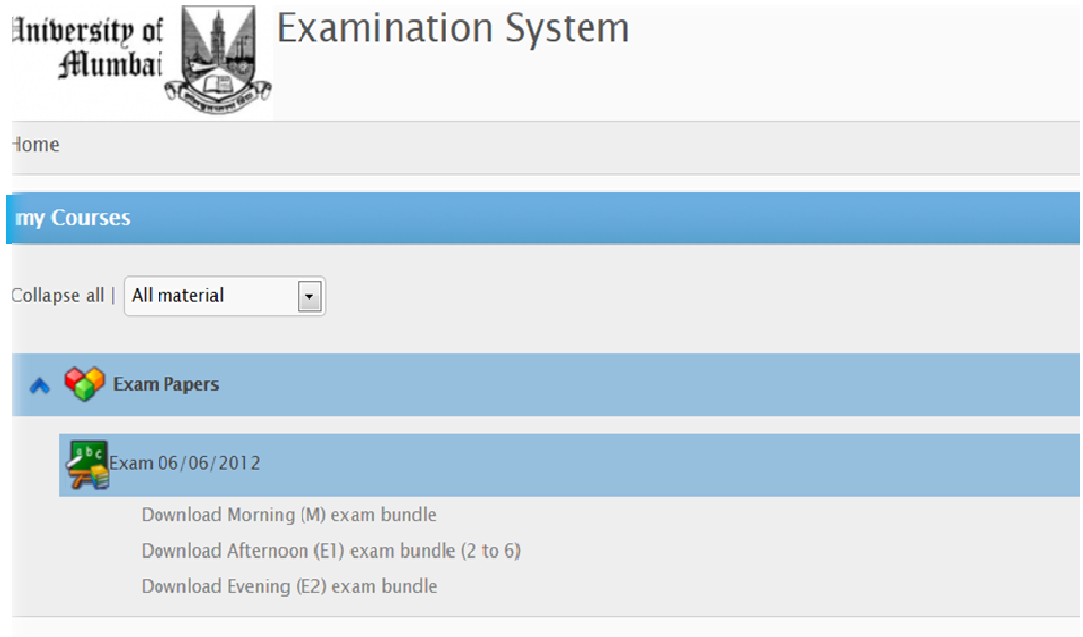 University of
Mumbai
Examination System
Home
my Courses
Collapse all |
All material
Exam Papers
abc
Exam 06/06/2012
Download Morning (M) exam bundle
Download Afternoon (E1) exam bundle (2 to 6)
Download Evening (E2) exam bundle